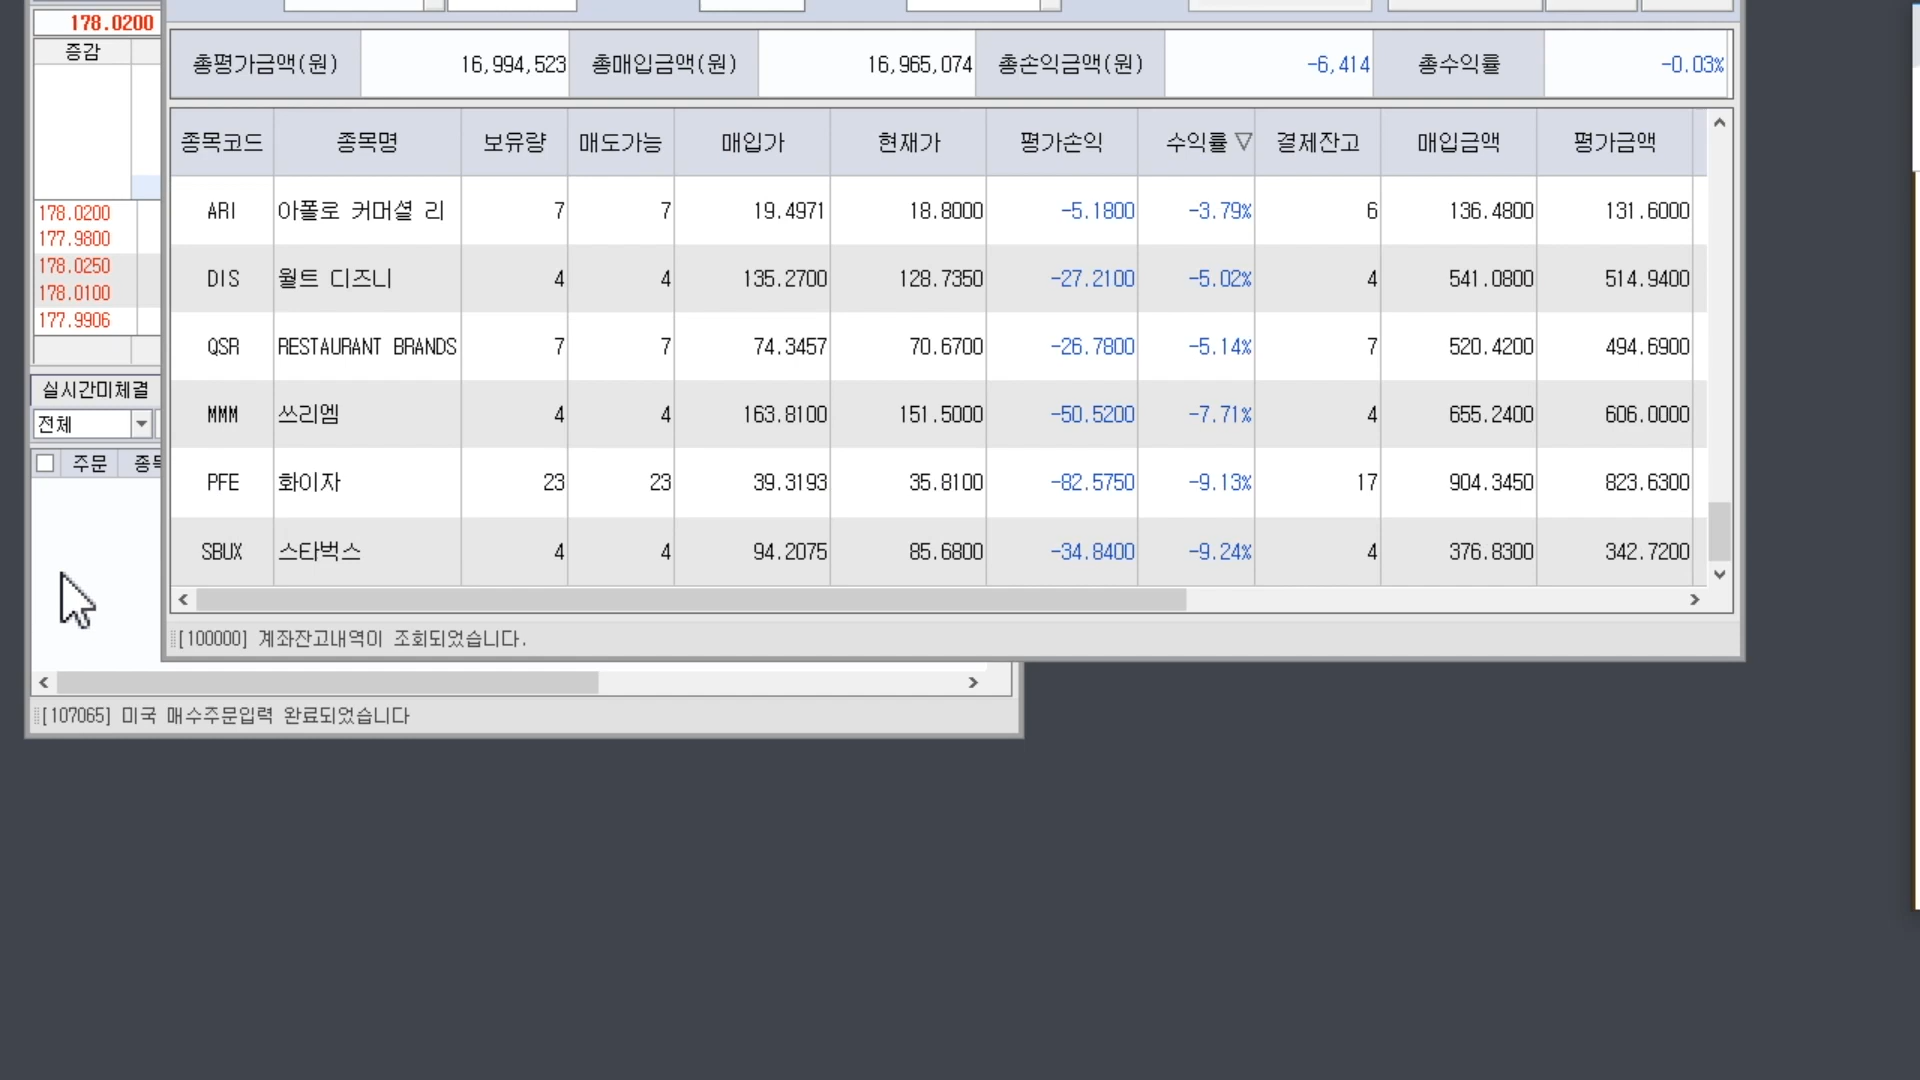 178.0200
증감
178.0200
177.9800
178.0250
178.0100
177.9906
실시간미체결
전체
주문
총평가금액(원) 16,994,523 총매입금액(원) 16,965,074 총손익금액(원) -6,414 총수익률 -0.03%
종목코드 종목명 보유량 매도가능 매입가 현재가 평가손익 수익률 ▽ 결제잔고 매입금액 평가금액
ARI 아폴로 커머셜 리 7 7 19.4971 18.8000 -5.1800 -3.79% 6 136.4800 131.6000
DIS 월트 디즈니 4 4 135.2700 128.7350 -27.2100 -5.02% 4 541.0800 514.9400
QSR RESTAURANT BRANDS 7 7 74.3457 70.6700 -26.7800 -5.14% 7 520.4200 494.6900
MMM 쓰리엠 4 4 163.8100 151.5000 -50.5200 -7.71% 4 655.2400 606.0000
PFE 화이자 23 23 39.3193 35.8100 -82.5750 -9.13% 17 904.3450 823.6300
SBUX 스타벅스 4 4 94.2075 85.6800 -34.8400 -9.24% 4 376.8300 342.7200
[100000] 계좌잔고내역이 조회되었습니다.
[107065] 미국 매수주문입력 완료되었습니다